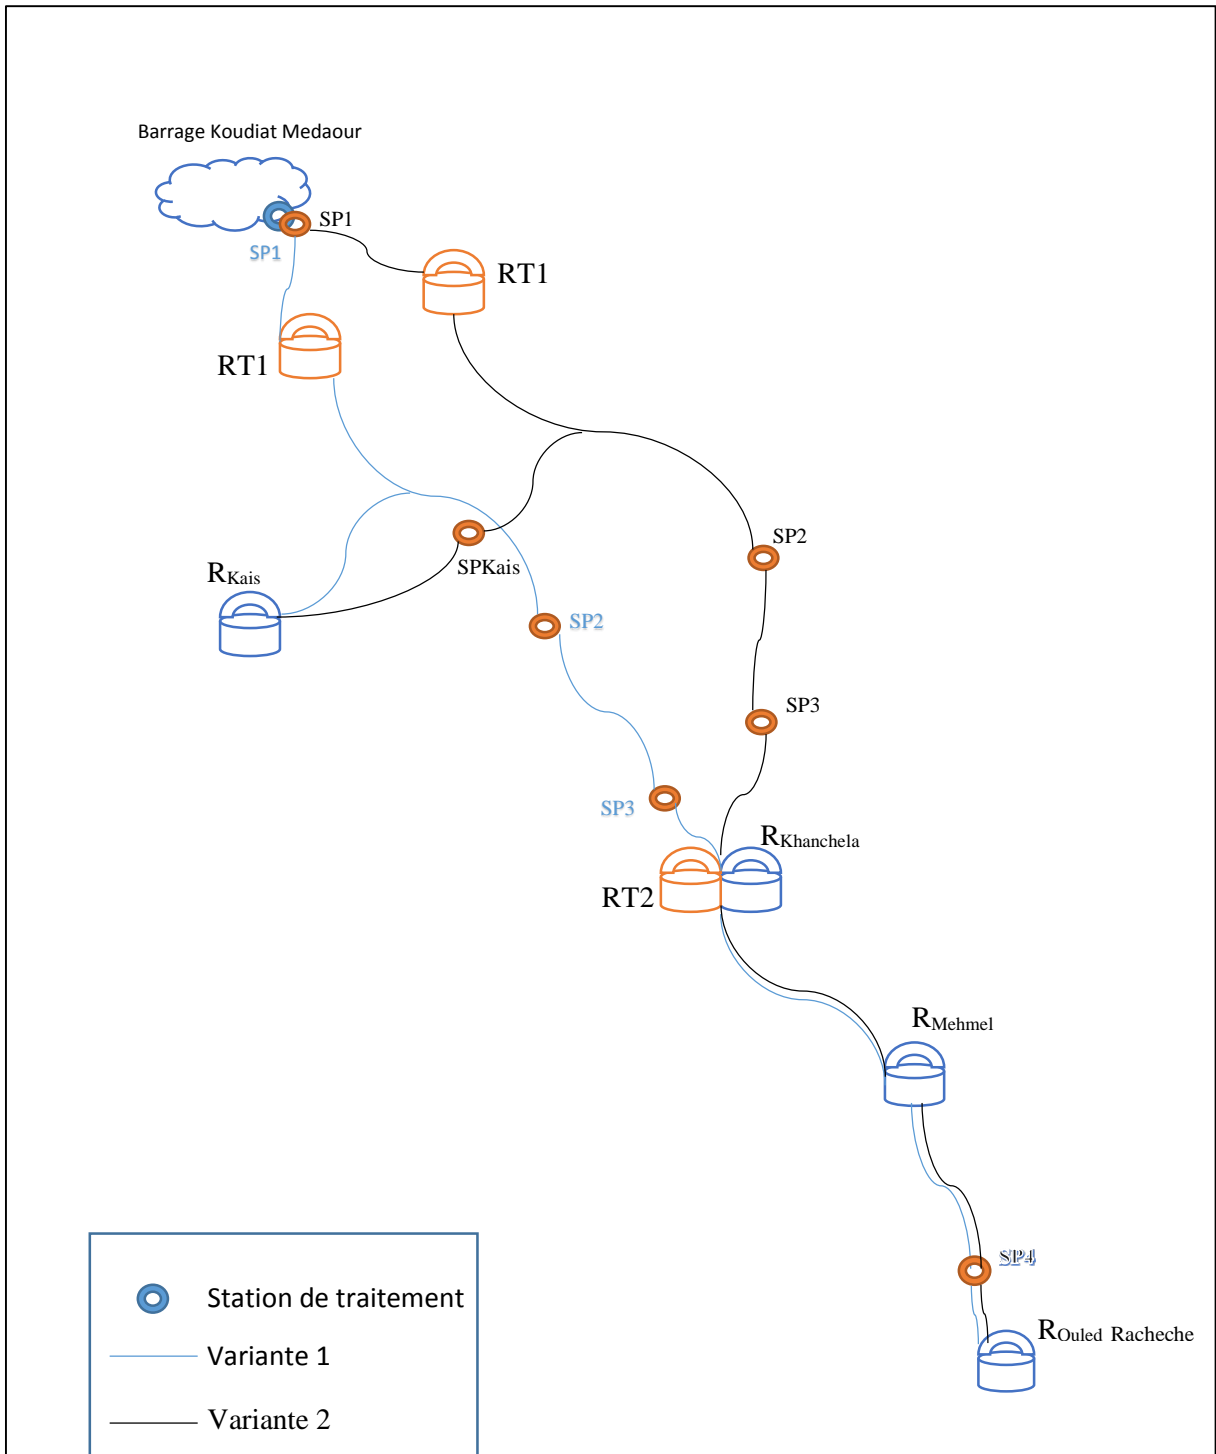 Barrage Koudiat Medaour
SP1
SP1
RT1
RT1
SP2
SPKais
RKais
SP2
SP3
SP3
RKhanchela
RT2
RMehmel
SP4
ROuled Racheche
Station de traitement
Variante 1
Variante 2